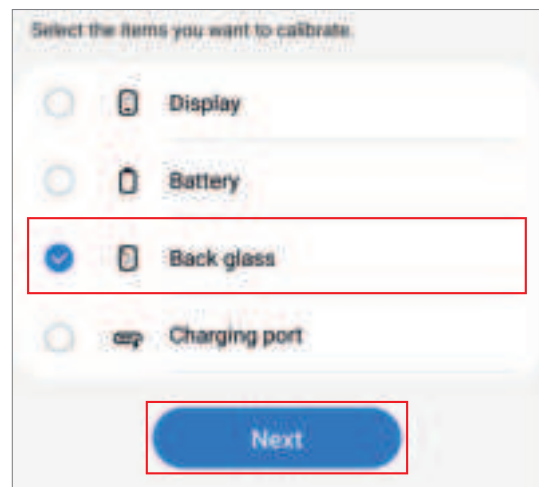 Select the items you want to calibrate.
Display
Battery
Back glass
Charging port
Next